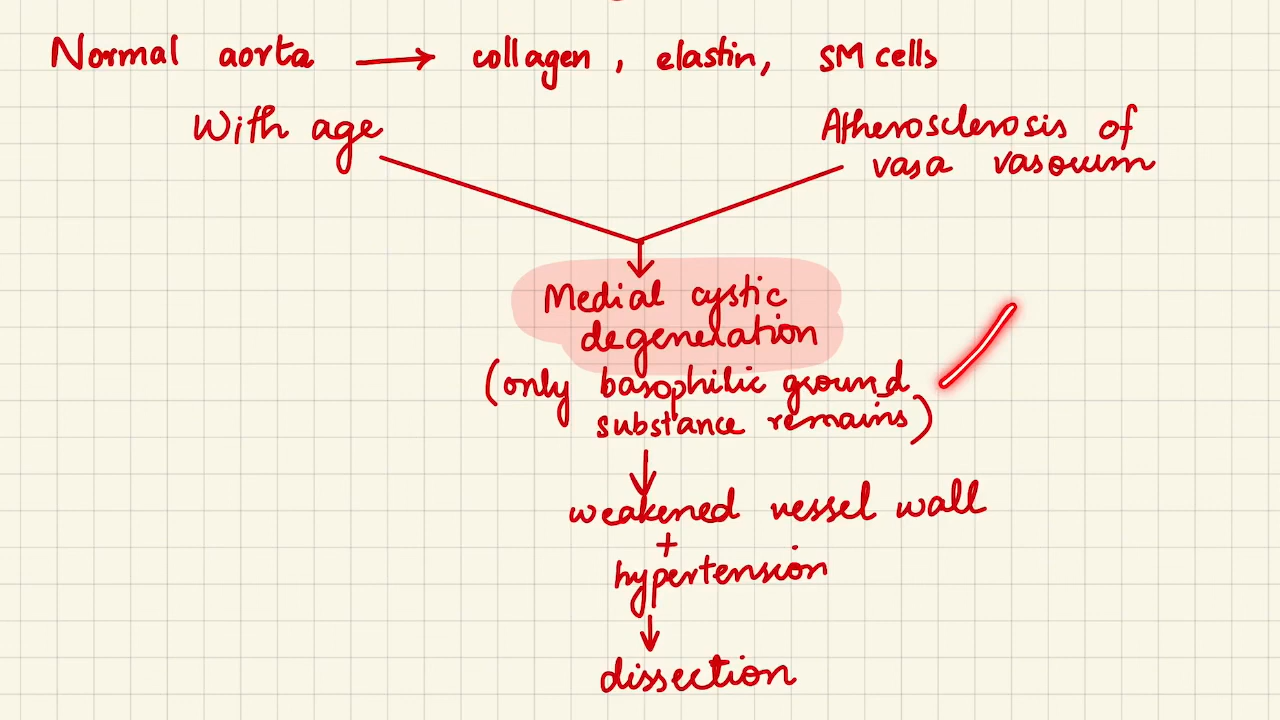 Normal aorta → collagen, elastin, SM cells
With age
Atherosclerosis of
vasa vasorum
Medial cystic
degeneration
(only basophilic ground
substance remains)
weakened vessel wall
+
hypertension
dissection